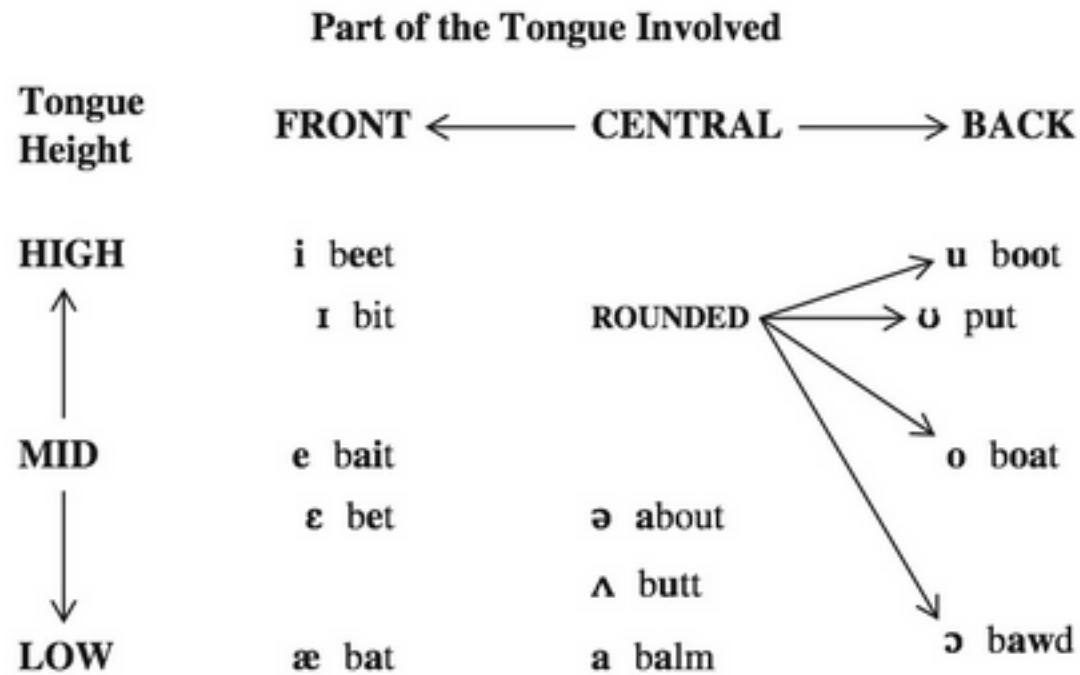 Part of the Tongue Involved
Tongue
Height
FRONT CENTRAL BACK
HIGH i beet u boot
ɪ bit ROUNDED ʊ put
MID e bait o boat
ɛ bet ə about
ʌ butt
LOW æ bat a balm ɔ bawd